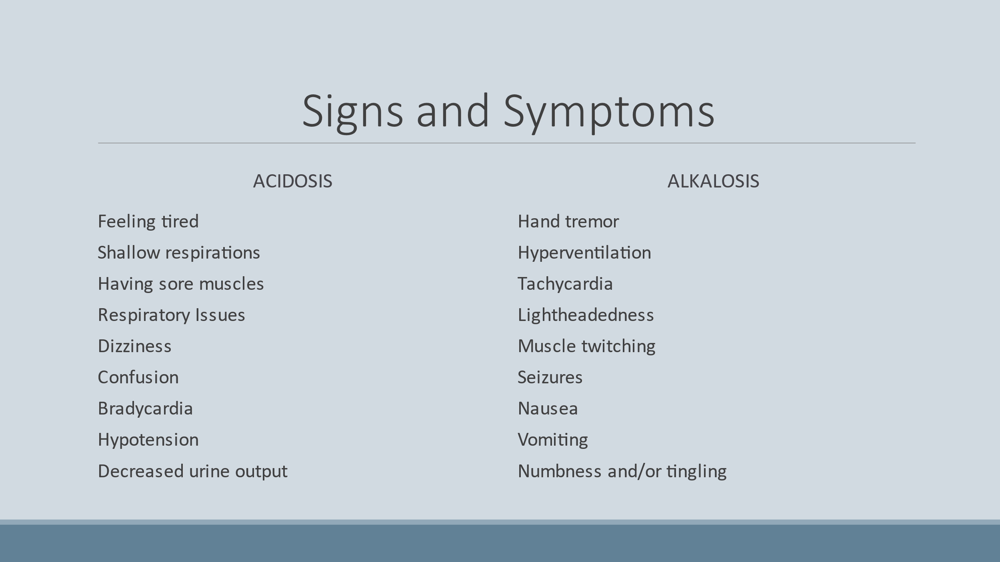 Signs and Symptoms
ACIDOSIS
Feeling tired
Shallow respirations
Having sore muscles
Respiratory Issues
Dizziness
Confusion
Bradycardia
Hypotension
Decreased urine output
ALKALOSIS
Hand tremor
Hyperventilation
Tachycardia
Lightheadedness
Muscle twitching
Seizures
Nausea
Vomiting
Numbness and/or tingling